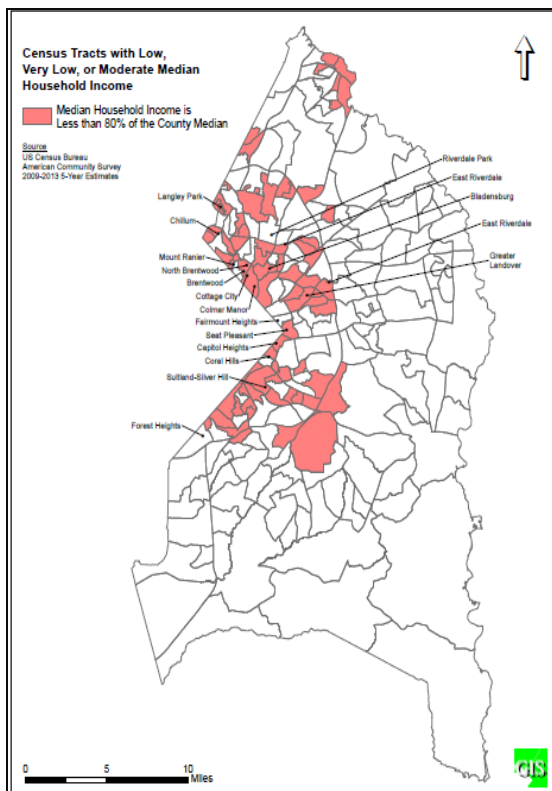 Census Tracts with Low,
Very Low, or Moderate Median
Household Income
Median Household Income is
Less than 80% of the County Median
Source
US Census Bureau
American Community Survey
2009-2013 5-Year Estimates
Riverdale Park
East Riverdale
Bladensburg
Langley Park
Chillum
East Riverdale
Greater
Landover
Mount Ranier
North Brentwood
Brentwood
Cottage City
Colmar Manor
Fairmount Heights
Seat Pleasant
Capitol Heights
Coral Hills
Suitland-Silver Hill
Forest Heights
0 5 10
Miles
GIS